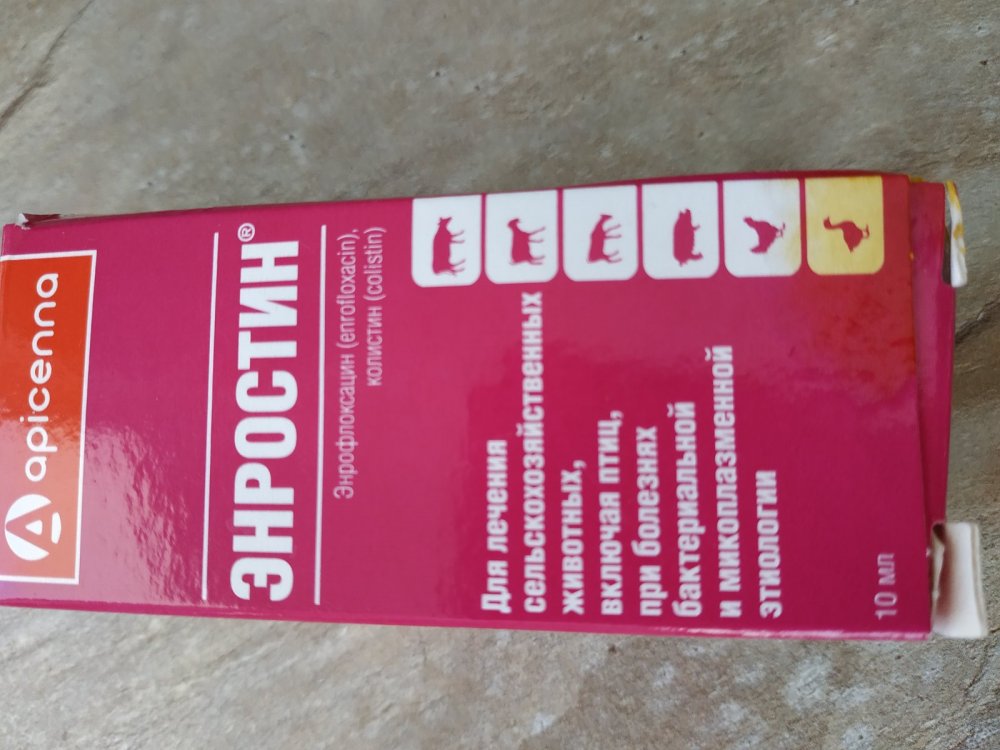 apicenna
ЭНРОСТИН®
Энрофлоксацин (enrofloxacin),
колистин (colistin)
Для лечения
сельскохозяйственных
животных,
включая птиц,
при болезнях
бактериальной
и микоплазменной
этиологии
10 мл